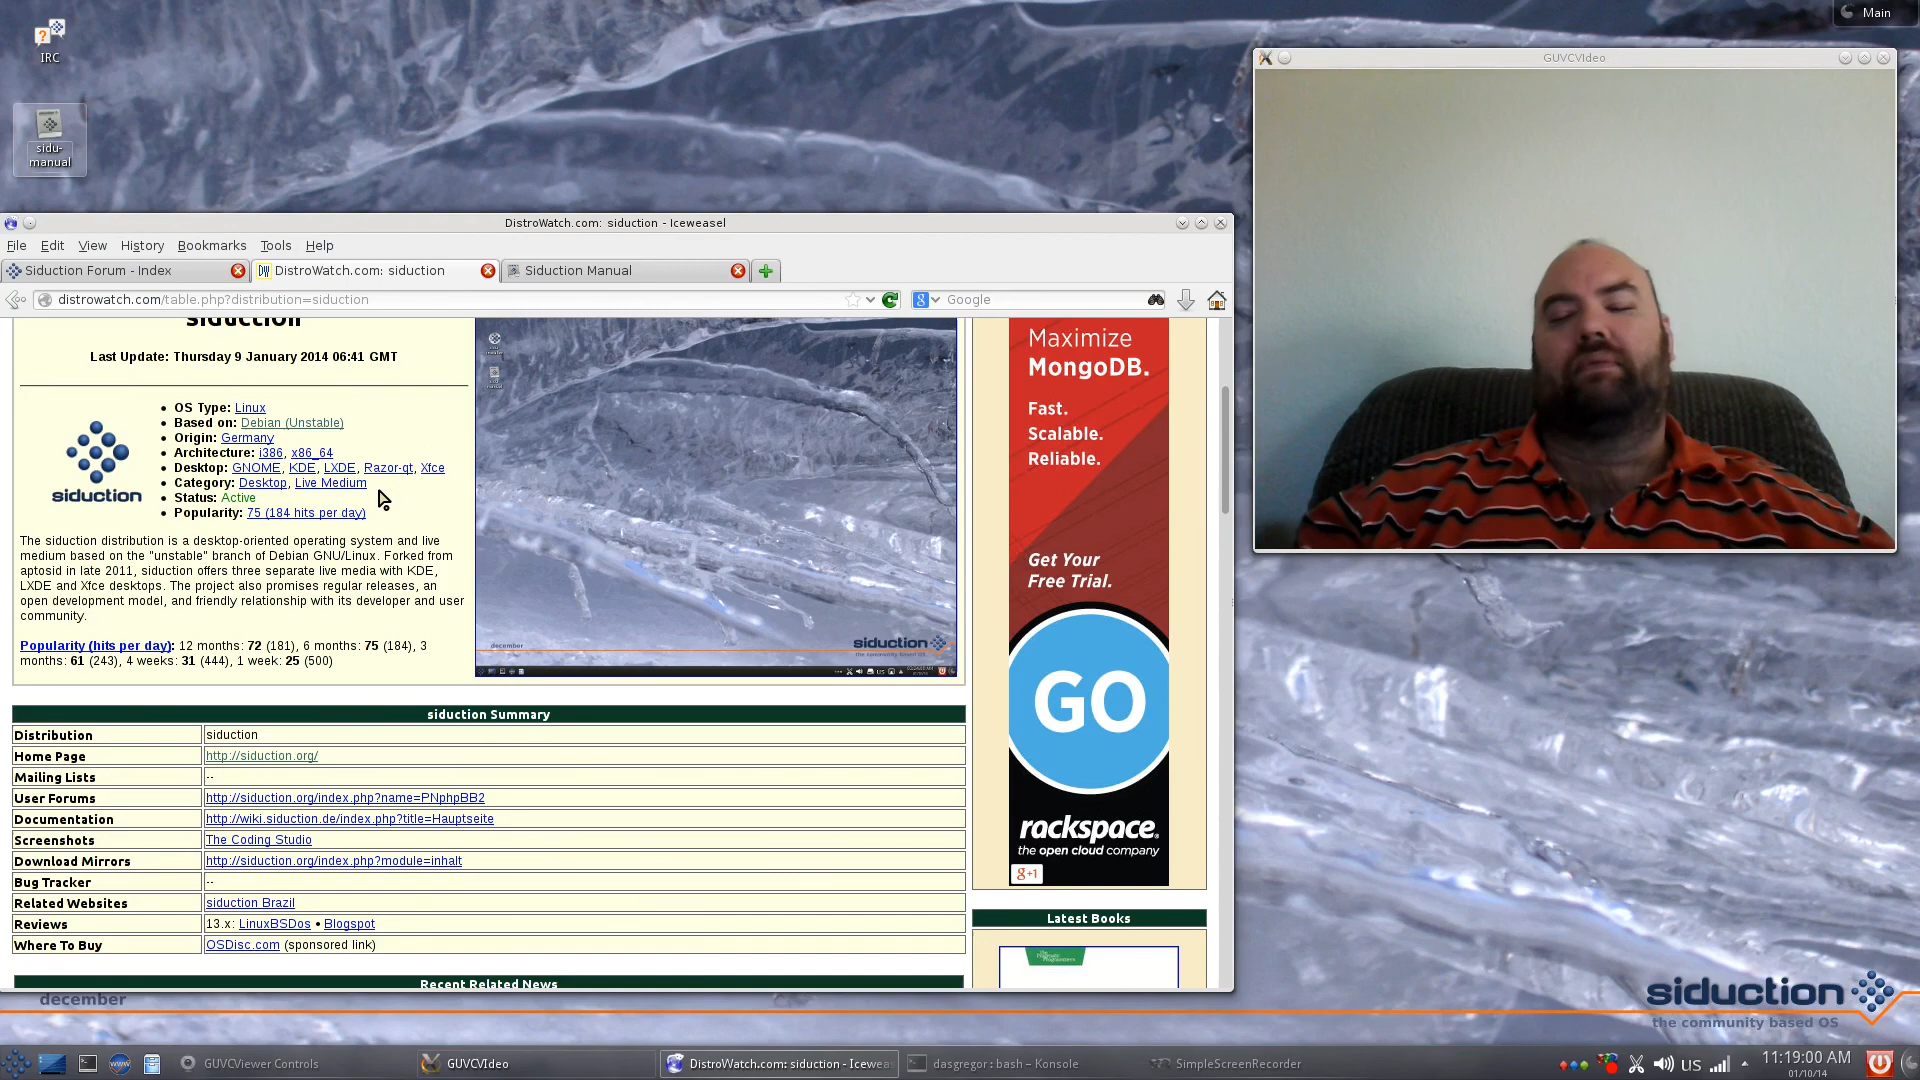 Main
IRC
sidu-
manual
GUVCVIdeo
DistroWatch.com: siduction - Iceweasel
File Edit View History Bookmarks Tools Help
Siduction Forum - Index
DistroWatch.com: siduction
Siduction Manual
distrowatch.com/table.php?distribution=siduction
Google
siduction
Last Update: Thursday 9 January 2014 06:41 GMT
siduction
• OS Type: Linux
• Based on: Debian (Unstable)
• Origin: Germany
• Architecture: i386, x86_64
• Desktop: GNOME, KDE, LXDE, Razor-qt, Xfce
• Category: Desktop, Live Medium
• Status: Active
• Popularity: 75 (184 hits per day)
The siduction distribution is a desktop-oriented operating system and live
medium based on the "unstable" branch of Debian GNU/Linux. Forked from
aptosid in late 2011, siduction offers three separate live media with KDE,
LXDE and Xfce desktops. The project also promises regular releases, an
open development model, and friendly relationship with its developer and user
community.
Popularity (hits per day): 12 months: 72 (181), 6 months: 75 (184), 3
months: 61 (243), 4 weeks: 31 (444), 1 week: 25 (500)
december
siduction
the community based OS
Maximize
MongoDB.
Fast.
Scalable.
Reliable.
Get Your
Free Trial.
GO
rackspace.
the open cloud company
g+1
siduction Summary
Distribution siduction
Home Page http://siduction.org/
Mailing Lists --
User Forums http://siduction.org/index.php?name=PNphpBB2
Documentation http://wiki.siduction.de/index.php?title=Hauptseite
Screenshots The Coding Studio
Download Mirrors http://siduction.org/index.php?module=inhalt
Bug Tracker --
Related Websites siduction Brazil
Reviews 13.x: LinuxBSDos • Blogspot
Where To Buy OSDisc.com (sponsored link)
Recent Related News
Latest Books
december
siduction
the community based OS
GUVCViewer Controls
GUVCVIdeo
DistroWatch.com: siduction - Icewea
dasgregor : bash – Konsole
SimpleScreenRecorder
US
11:19:00 AM
01/10/14